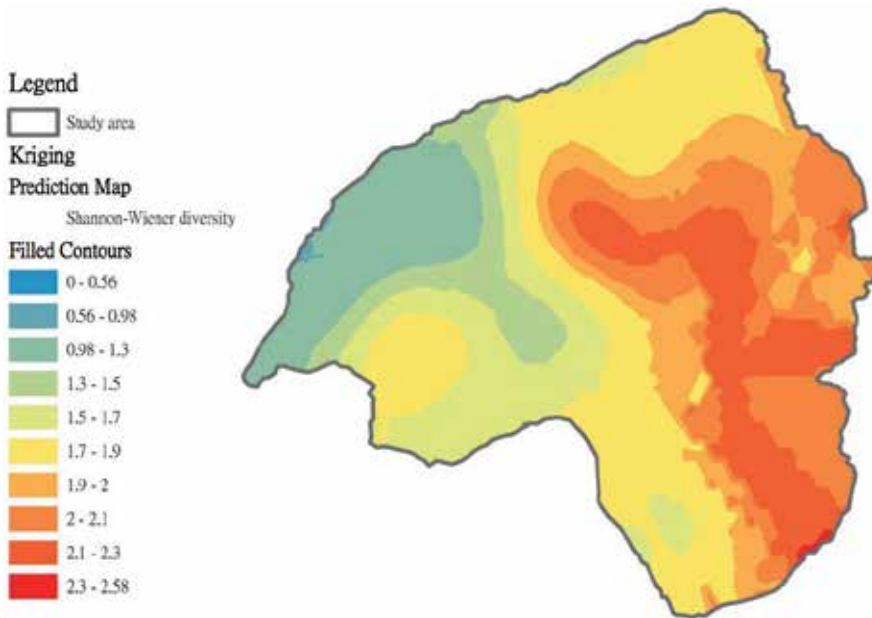 Legend
Study area
Kriging
Prediction Map
Shannon-Wiener diversity
Filled Contours
0 - 0.56
0.56 - 0.98
0.98 - 1.3
1.3 - 1.5
1.5 - 1.7
1.7 - 1.9
1.9 - 2
2 - 2.1
2.1 - 2.3
2.3 - 2.58